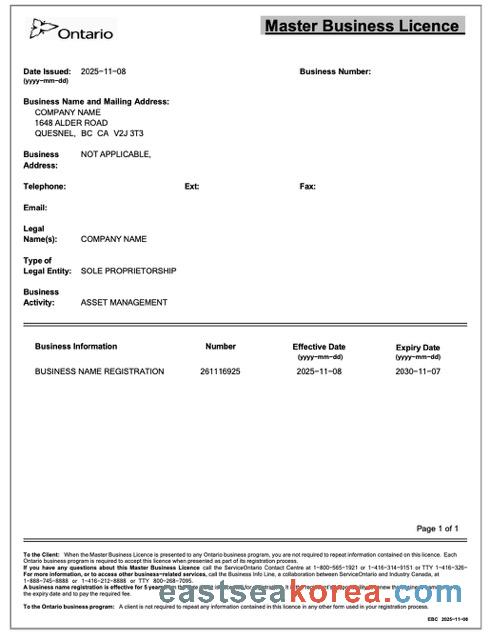 Ontario
Master Business Licence
Date Issued: 2025-11-08
(yyyy-mm-dd)
Business Number:
Business Name and Mailing Address:
COMPANY NAME
1648 ALDER ROAD
QUESNEL, BC CA V2J 3T3
Business Address: NOT APPLICABLE,
Telephone: Ext: Fax:
Email:
Legal Name(s): COMPANY NAME
Type of Legal Entity: SOLE PROPRIETORSHIP
Business Activity: ASSET MANAGEMENT
Business Information Number Effective Date Expiry Date
(yyyy-mm-dd) (yyyy-mm-dd)
BUSINESS NAME REGISTRATION 261116925 2025-11-08 2030-11-07
Page 1 of 1
To the Client: When the Master Business Licence is presented to any Ontario business program, you are not required to repeat information contained on this licence. Each
Ontario business program is required to accept this licence when presented as part of its registration process.
If you have any questions about this Master Business Licence call the ServiceOntario Contact Centre at 1-800-565-1921 or 1-416-314-9151 or TTY 1-416-326-
For more information, or to access other business-related services, call the Business Info Line, a collaboration between ServiceOntario and Industry Canada, at
1-888-745-8888 or 1-416-212-8888 or TTY 800-268-7095.
A business name registration is effective for 5 years
the expiry date and to pay the required fee.
eastseakorea.com
To the Ontario business program: A client is not required to repeat any information contained in this licence in any other form used in your registration process.
EBC 2025-11-08